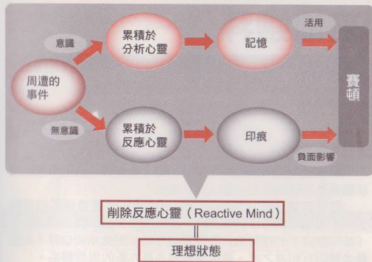 意識
累積於
分析心靈
記憶
活用
周遭的
事件
賽頓
無意識
累積於
反應心靈
印痕
負面影響
削除反應心靈（Reactive Mind）
理想狀態